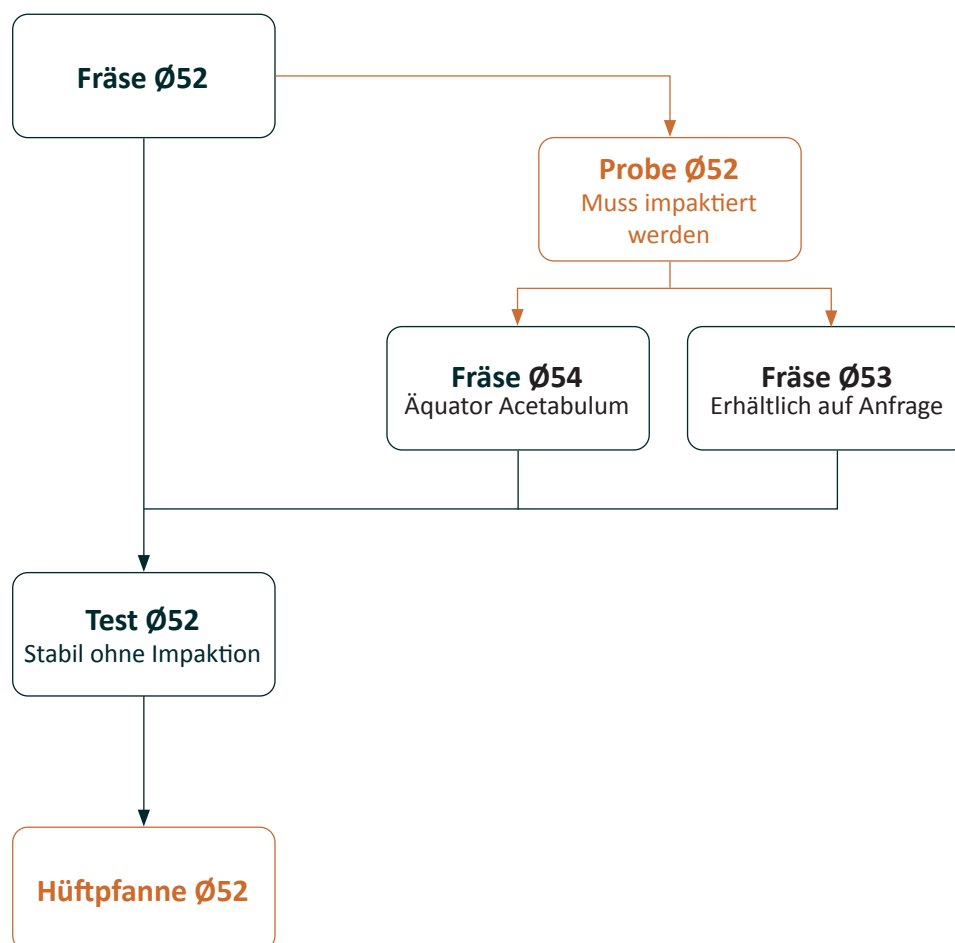 Fräse Ø52
Probe Ø52
Muss impaktiert
werden
Fräse Ø54
Äquator Acetabulum
Fräse Ø53
Erhältlich auf Anfrage
Test Ø52
Stabil ohne Impaktion
Hüftpfanne Ø52